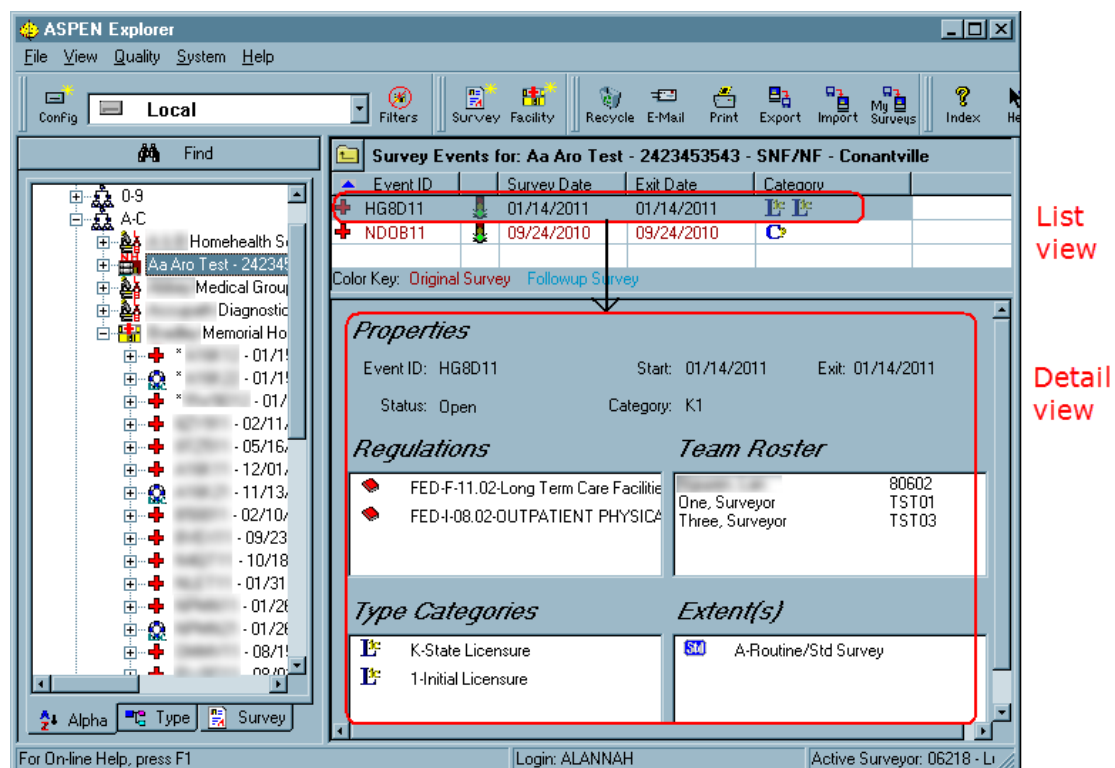 ASPEN Explorer
File View Quality System Help
Config Local Filters Survey Facility Recycle E-Mail Print Export Import My Surveys Index
Find
0-9
A-C
Homehealth
Aa Aro Test - 24234
Medical Grou
Diagnostic
Memorial Ho
* - 01/1
* - 01/1
* - 01/
- 02/11
- 05/16
- 12/01
- 11/13
- 02/10
- 09/23
- 10/18
- 01/31
- 01/2
- 01/2
- 08/1
Alpha Type Survey
Survey Events for: Aa Aro Test - 2423453543 - SNF/NF - Conantville
Event ID Survey Date Exit Date Category
HG8D11 01/14/2011 01/14/2011
NDOB11 09/24/2010 09/24/2010
Color Key: Original Survey Followup Survey
Properties
Event ID: HG8D11 Start: 01/14/2011 Exit: 01/14/2011
Status: Open Category: K1
Regulations Team Roster
FED-F-11.02-Long Term Care Facilitie
FED-I-08.02-OUTPATIENT PHYSICA
80602
One, Surveyor TST01
Three, Surveyor TST03
Type Categories Extent(s)
K-State Licensure
1-Initial Licensure
Std A-Routine/Std Survey
List view
Detail view
For On-line Help, press F1 Login: ALANNAH Active Surveyor: 06218 -